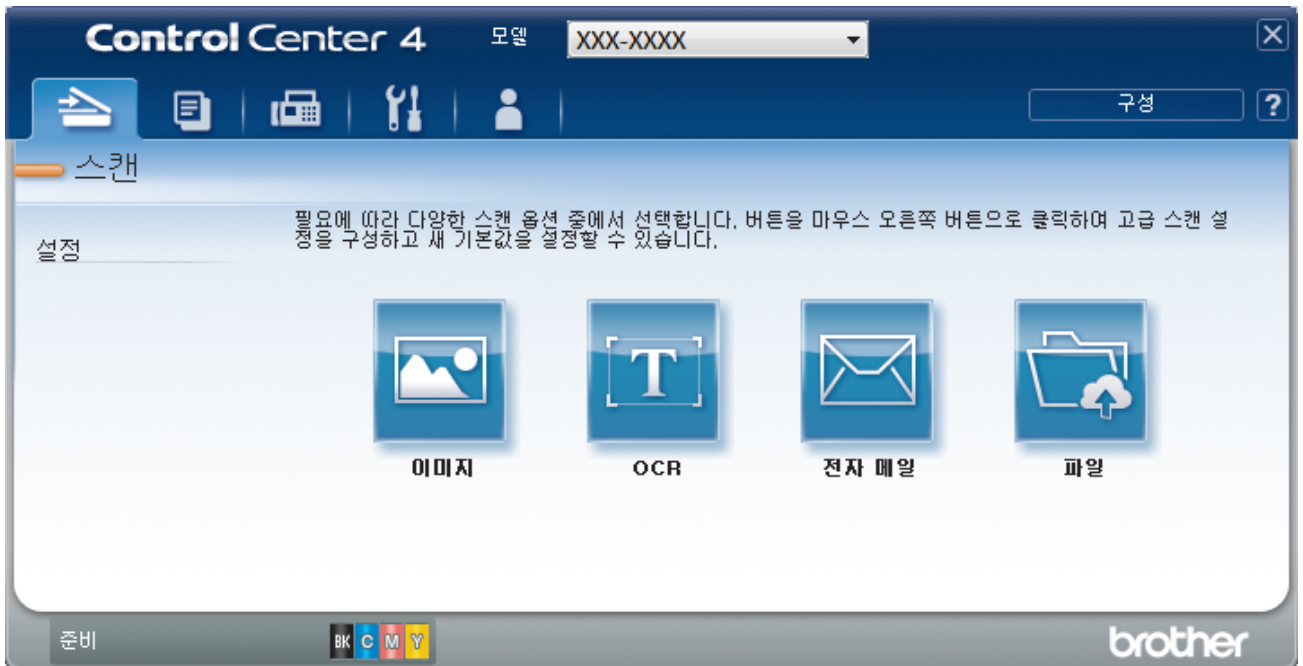 Control Center 4 모델 XXX-XXXX
구성 ?
스캔
설정
필요에 따라 다양한 스캔 옵션 중에서 선택합니다. 버튼을 마우스 오른쪽 버튼으로 클릭하여 고급 스캔 설
정을 구성하고 새 기본값을 설정할 수 있습니다.
T
이미지 OCR 전자 메일 파일
준비 BK C M Y brother